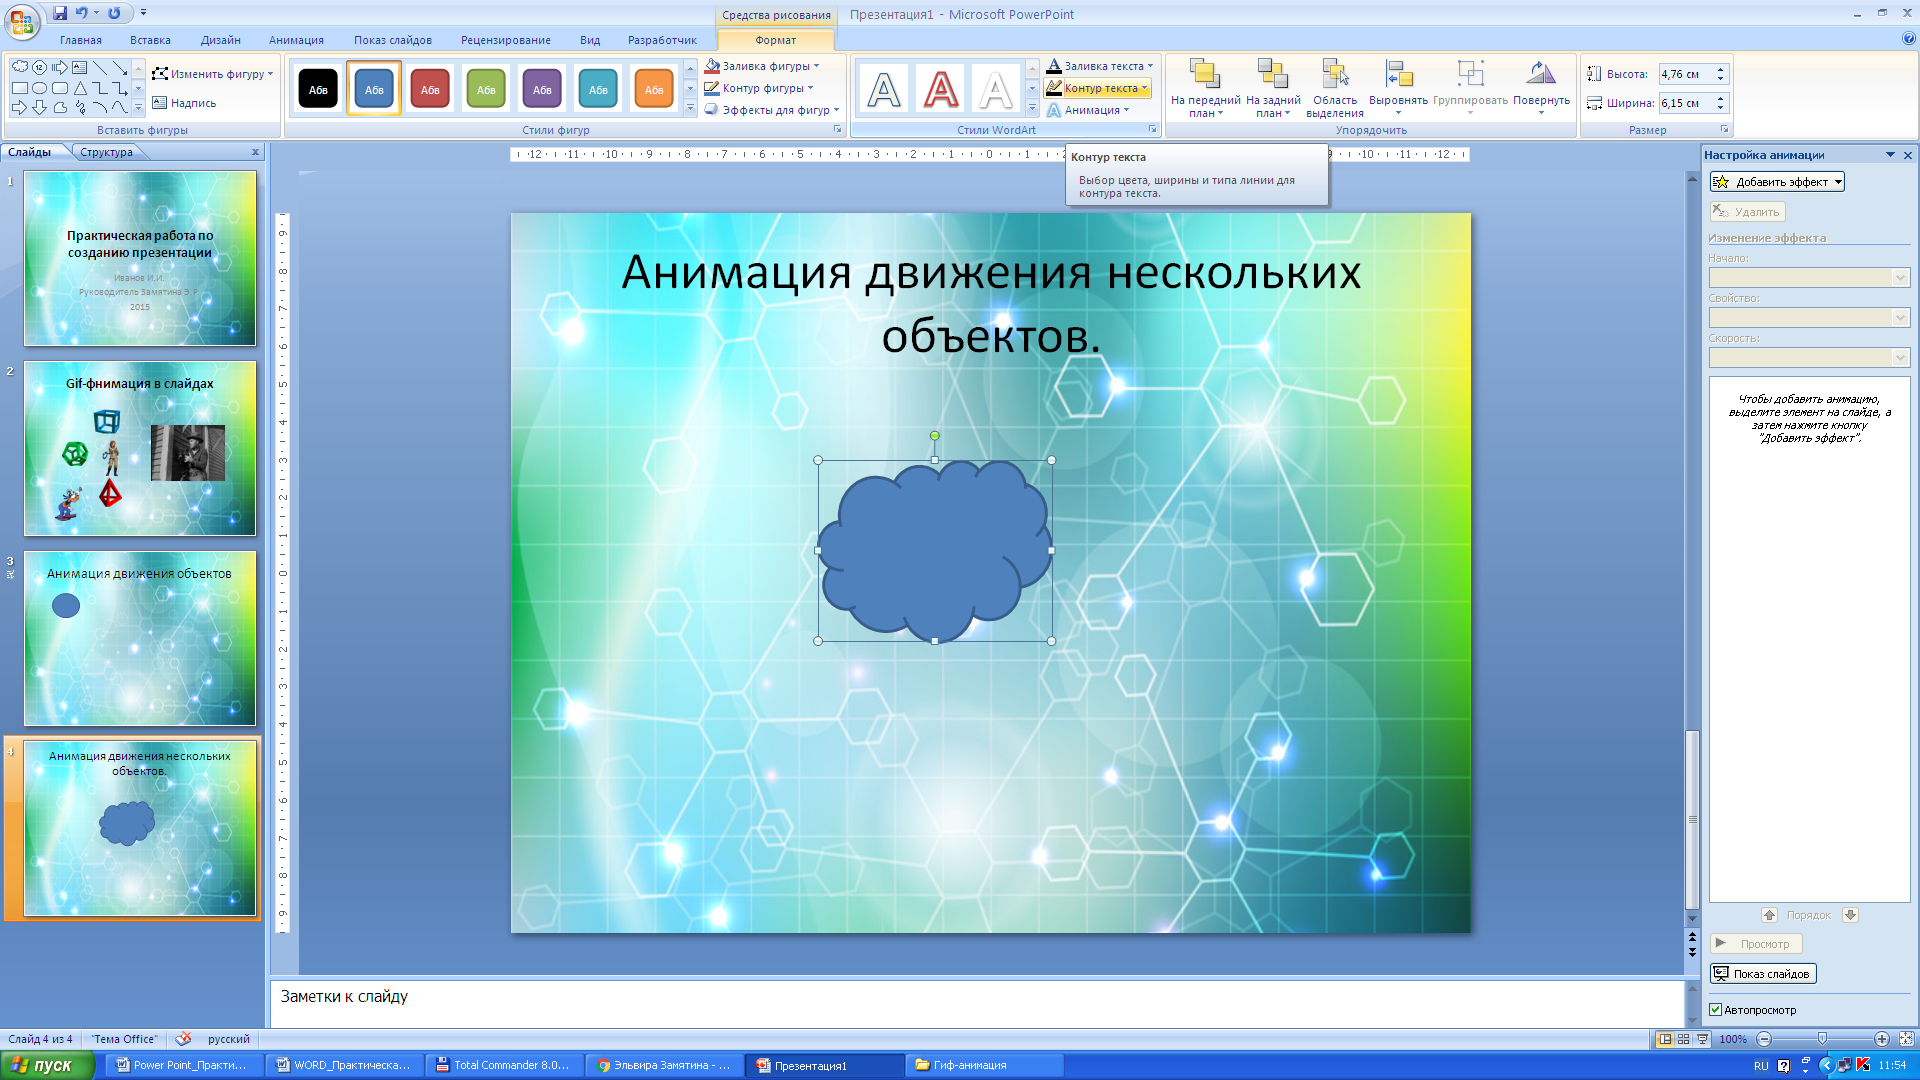 Средства рисования
Презентация1 - Microsoft PowerPoint
Главная
Вставка
Дизайн
Анимация
Показ слайдов
Рецензирование
Вид
Разработчик
Формат
Изменить фигуру
Надпись
Вставить фигуры
Абв Абв Абв Абв Абв Абв Абв
Заливка фигуры
Контур фигуры
Эффекты для фигур
Стили фигур
Заливка текста
Контур текста
Анимация
Стили WordArt
На передний план
На задний план
Область выделения
Выровнять
Группировать
Повернуть
Упорядочить
Высота: 4,76 см
Ширина: 6,15 см
Размер
Контур текста
Выбор цвета, ширины и типа линии для
контура текста.
Слайды
Структура
1
Практическая работа по
созданию презентации
Иванов И.И.
Руководитель Замятина Э.Р.
2015
2
Gif-фнимация в слайдах
3
Анимация движения объектов
4
Анимация движения нескольких
объектов.
Анимация движения нескольких
объектов.
Заметки к слайду
Настройка анимации
Добавить эффект
Удалить
Изменение эффекта
Начало:
Свойство:
Скорость:
Чтобы добавить анимацию,
выделите элемент на слайде, а
затем нажмите кнопку
"Добавить эффект".
Порядок
Просмотр
Показ слайдов
Автопросмотр
Слайд 4 из 4
"Тема Office"
русский
100%
пуск
Power Point_Практи...
WORD_Практическа...
Total Commander 8.0...
Эльвира Замятина - ...
Презентация1
Гиф-анимация
RU
11:54